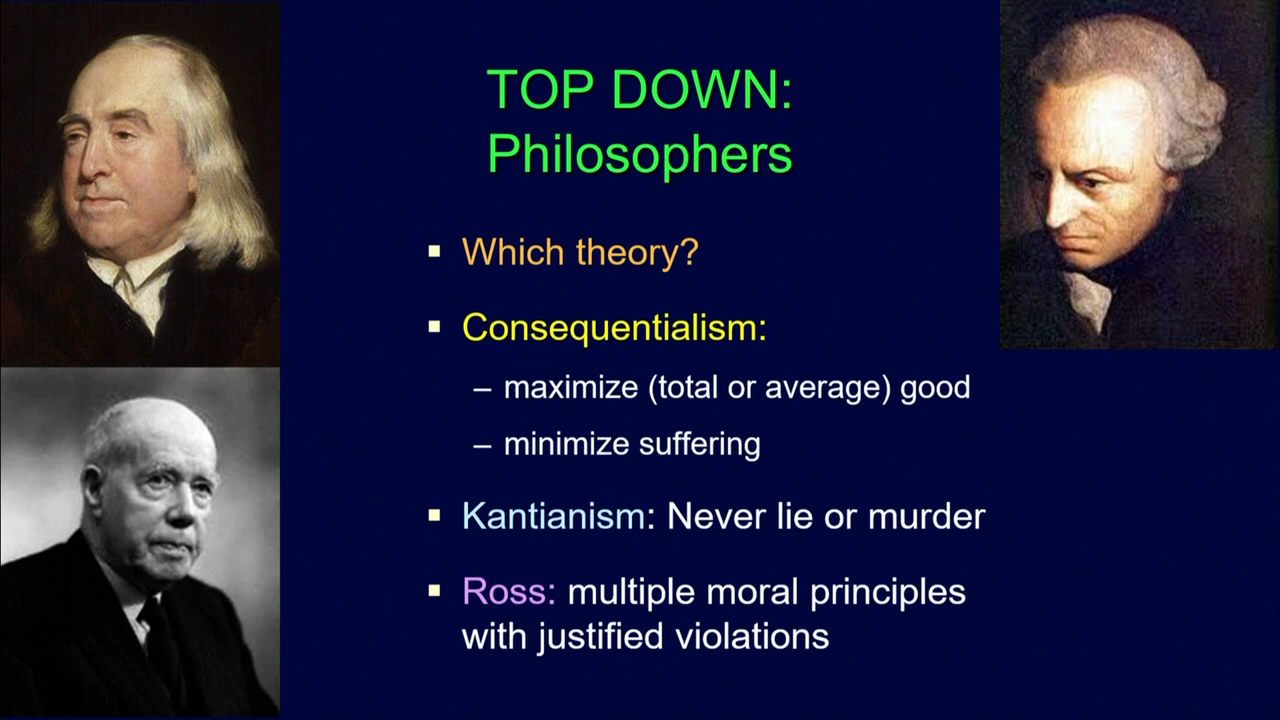 TOP DOWN:
Philosophers
▪ Which theory?
▪ Consequentialism:
– maximize (total or average) good
– minimize suffering
▪ Kantianism: Never lie or murder
▪ Ross: multiple moral principles
with justified violations